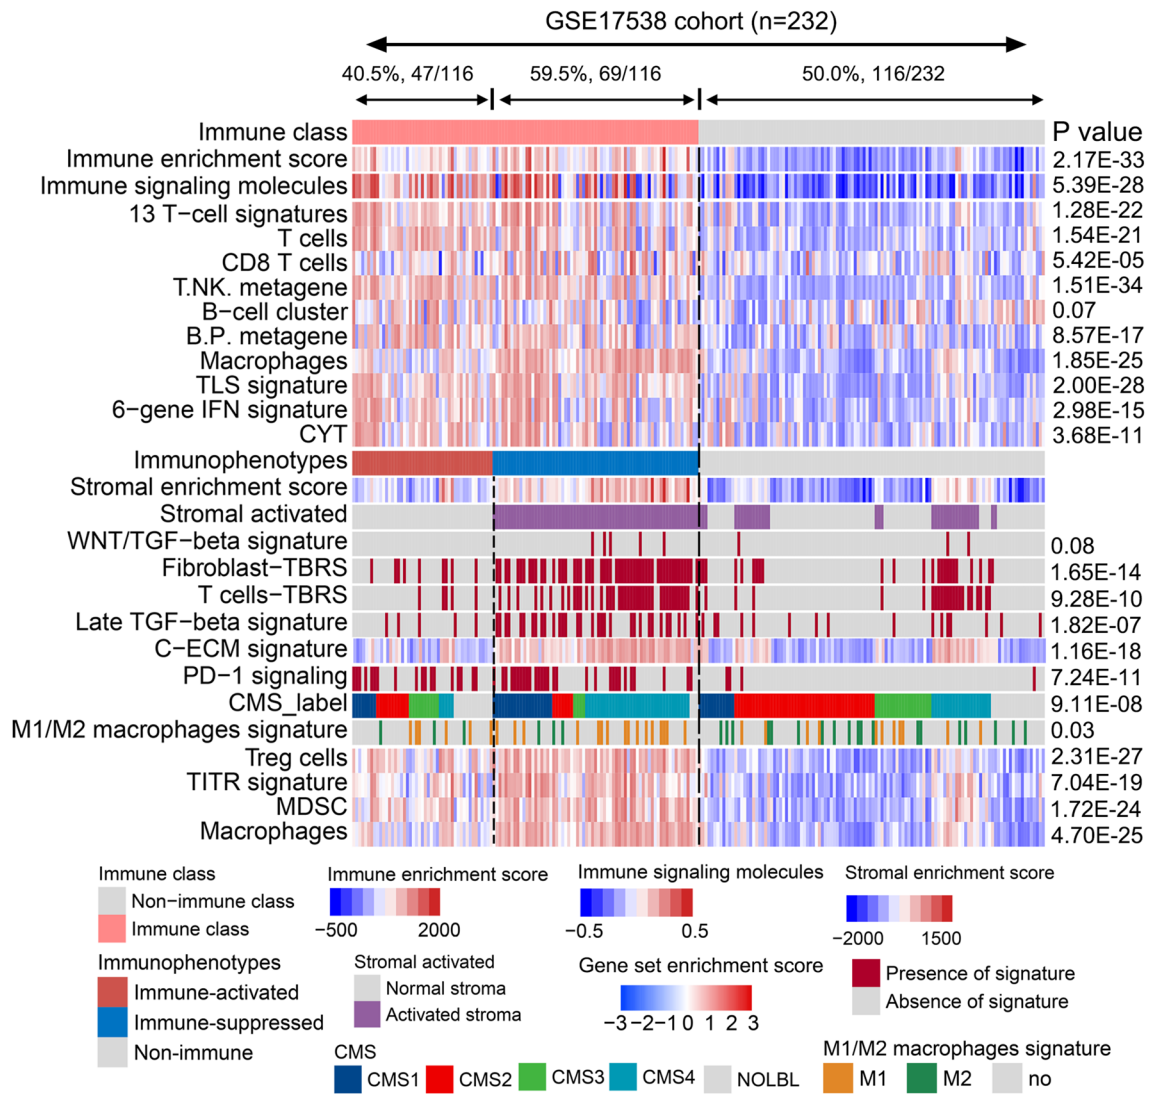 GSE17538 cohort (n=232)
40.5%, 47/116 59.5%, 69/116 50.0%, 116/232
Immune class P value
Immune enrichment score 2.17E−33
Immune signaling molecules 5.39E−28
13 T−cell signatures 1.28E−22
T cells 1.54E−21
CD8 T cells 5.42E−05
T.NK. metagene 1.51E−34
B−cell cluster 0.07
B.P. metagene 8.57E−17
Macrophages 1.85E−25
TLS signature 2.00E−28
6−gene IFN signature 2.98E−15
CYT 3.68E−11
Immunophenotypes
Stromal enrichment score
Stromal activated
WNT/TGF−beta signature 0.08
Fibroblast−TBRS 1.65E−14
T cells−TBRS 9.28E−10
Late TGF−beta signature 1.82E−07
C−ECM signature 1.16E−18
PD−1 signaling 7.24E−11
CMS_label 9.11E−08
M1/M2 macrophages signature 0.03
Treg cells 2.31E−27
TITR signature 7.04E−19
MDSC 1.72E−24
Macrophages 4.70E−25
Immune class
Non−immune class
Immune class
Immune enrichment score
−500 2000
Immune signaling molecules
−0.5 0.5
Stromal enrichment score
−2000 1500
Immunophenotypes
Immune-activated
Immune-suppressed
Non−immune
Stromal activated
Normal stroma
Activated stroma
Gene set enrichment score
−3 −2 −1 0 1 2 3
Presence of signature
Absence of signature
CMS
CMS1 CMS2 CMS3 CMS4 NOLBL
M1/M2 macrophages signature
M1 M2 no